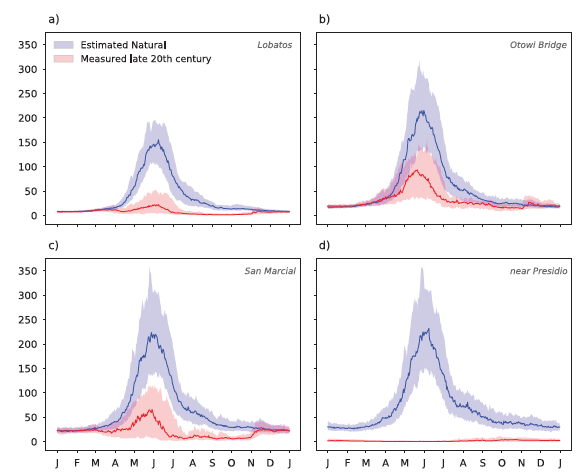 a)
b)
350
300
250
200
150
100
50
0
Estimated Natural
Measured late 20th century
Lobatos
Otowi Bridge
c)
d)
350
300
250
200
150
100
50
0
San Marcial
near Presidio
J F M A M J J A S O N D J
J F M A M J J A S O N D J